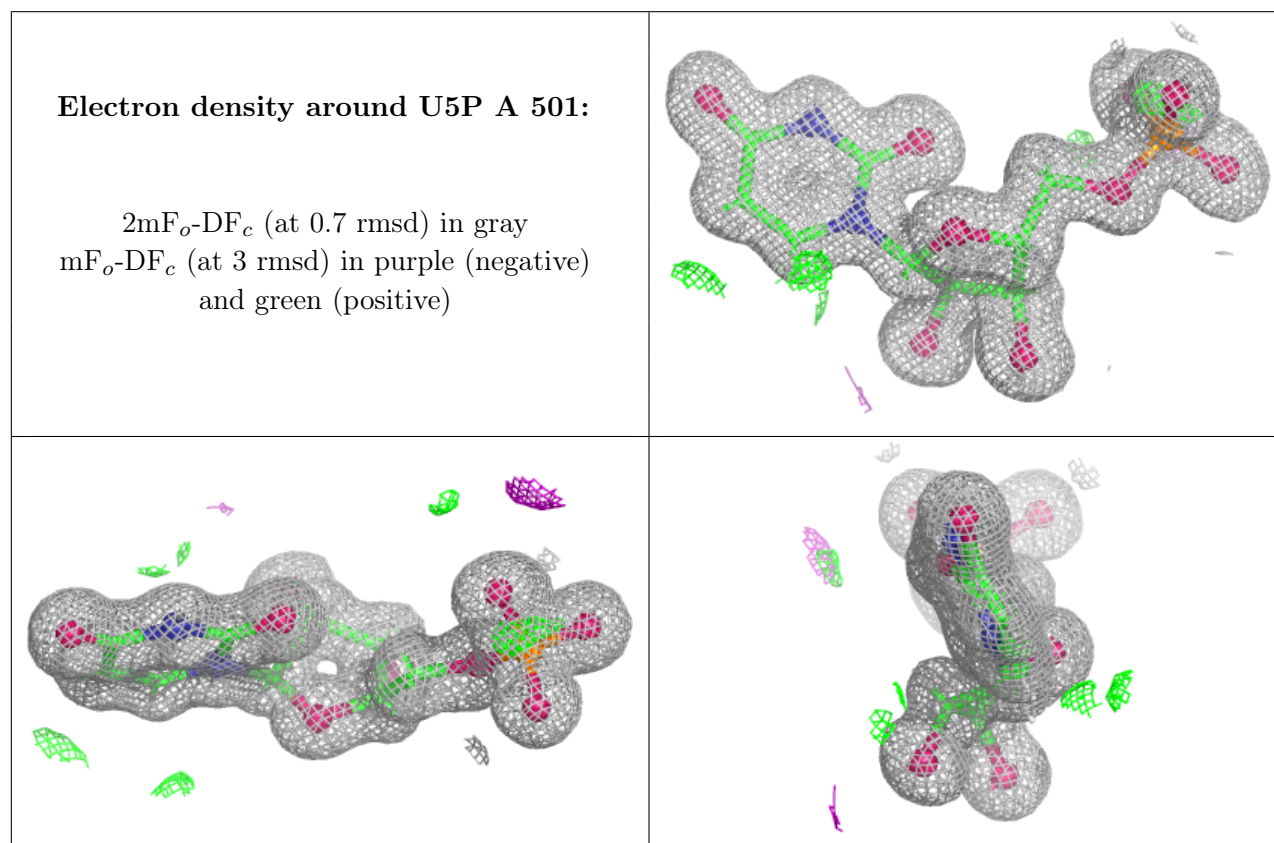 Electron density around U5P A 501:
2mFo-DFc (at 0.7 rmsd) in gray
mFo-DFc (at 3 rmsd) in purple (negative)
and green (positive)